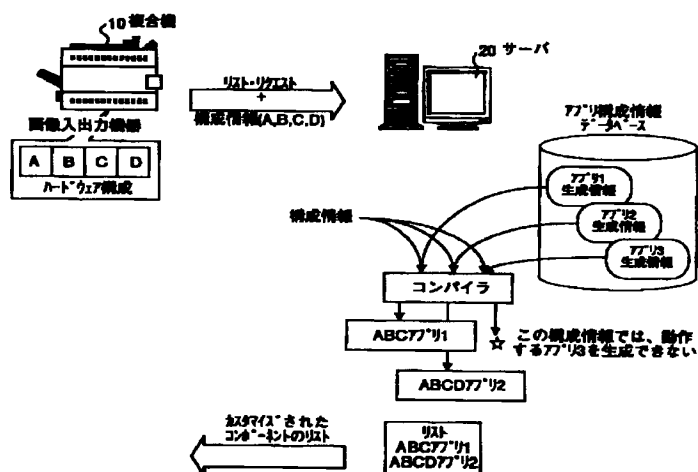 10 複合機
20 サーバ
リスト・リクエスト
+
構成情報(A,B,C,D)
画像入出力機器
A B C D
ハードウェア構成
アプリ構成情報
データベース
アプリ1
生成情報
アプリ2
生成情報
アプリ3
生成情報
構成情報
コンパイラ
ABCアプリ1
☆ この構成情報では、動作
するアプリ3を生成できない
ABCDアプリ2
カスタマイズされた
コンポーネントのリスト
リスト
ABCアプリ1
ABCDアプリ2